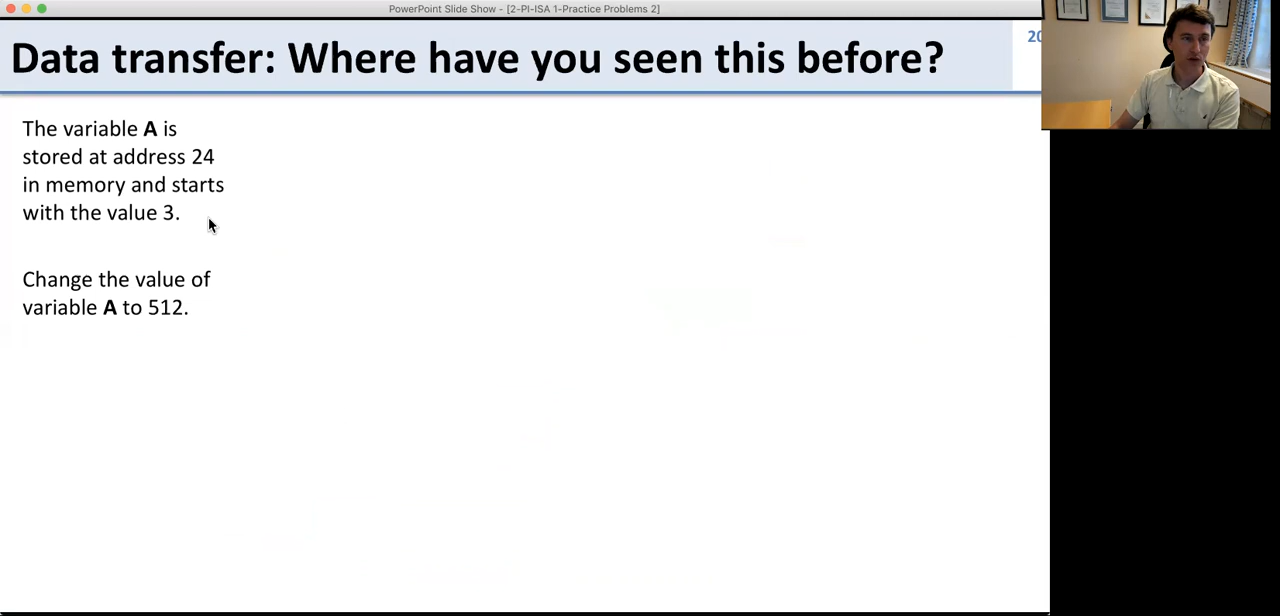 PowerPoint Slide Show - [2-PI-ISA 1-Practice Problems 2]
Data transfer: Where have you seen this before?
20
The variable A is
stored at address 24
in memory and starts
with the value 3.
Change the value of
variable A to 512.